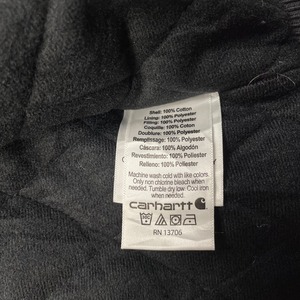 Shell: 100% Cotton
Lining: 100% Polyester
Filling: 100% Polyester
Coquille: 100% Coton
Doublure: 100% Polyester
Remplissage: 100% Polyester
Cáscara: 100% Algodón
Revestimiento: 100% Poliester
Relleno: 100% Poliester
Machine wash cold with like colors.
Only non chlorine bleach when
needed. Tumble dry low. Cool iron
when needed.
carhartt
RN 13706